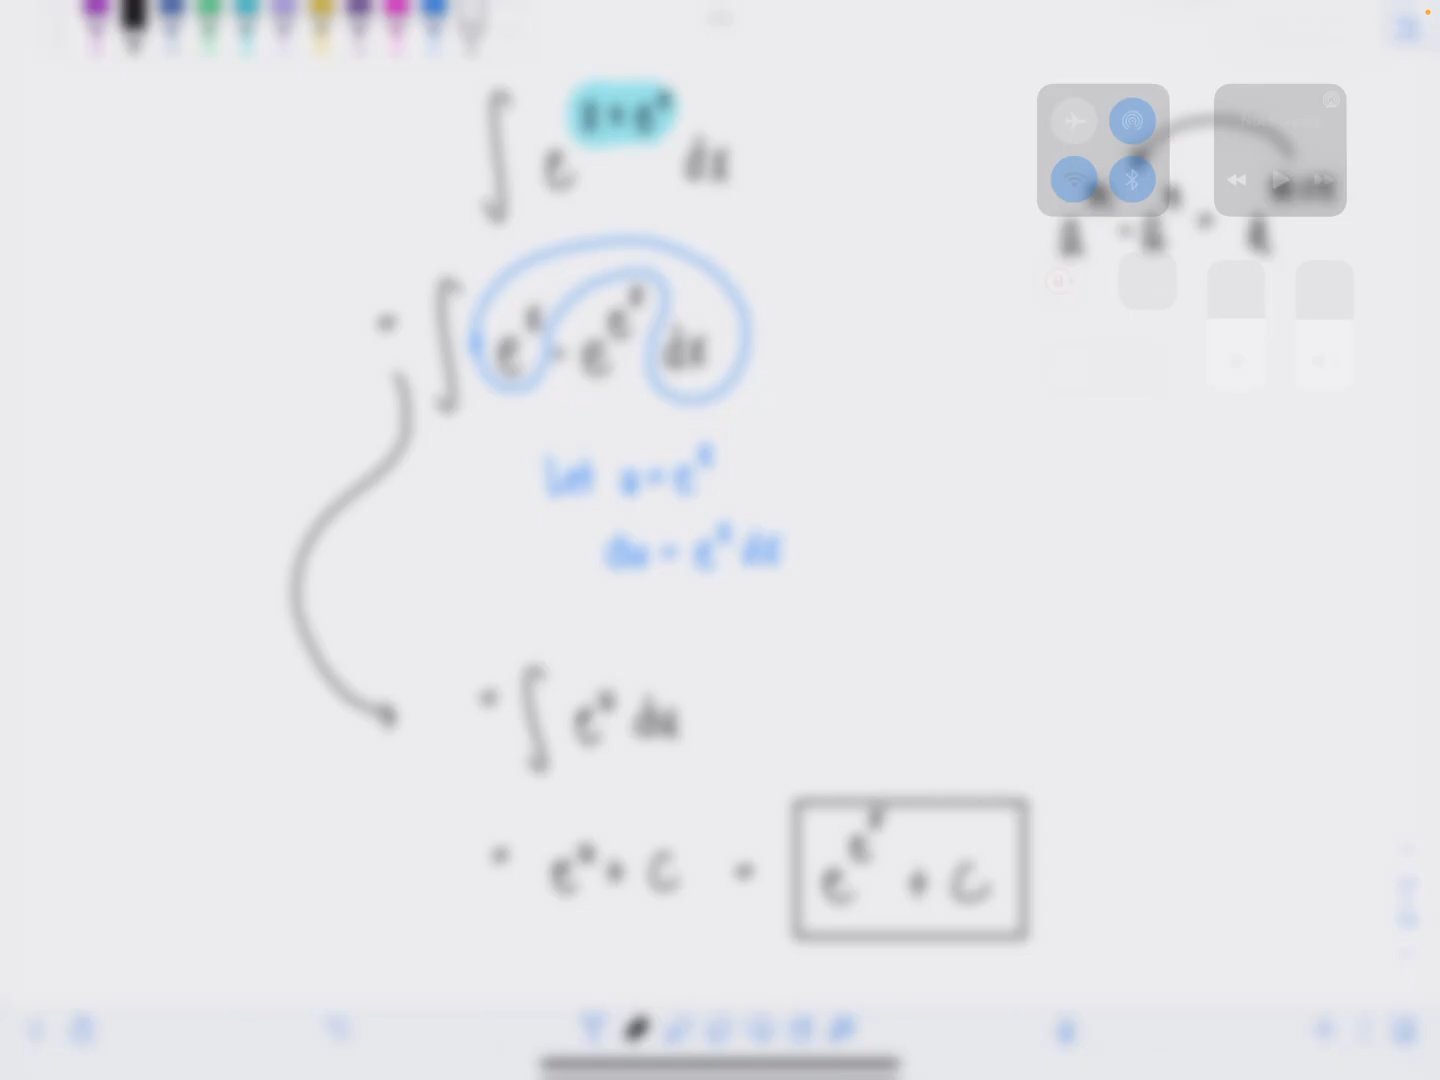 ∫ e^{x+e^x} dx
= ∫ e^x · e^{e^x} dx
Let u = e^x
du = e^x dx
= ∫ e^u du
= e^u + C = e^{e^x} + C